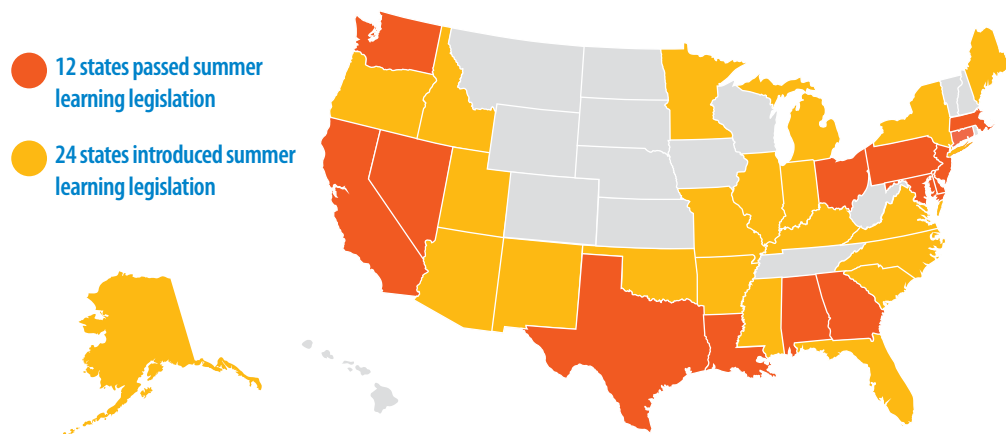 12 states passed summer
learning legislation
24 states introduced summer
learning legislation